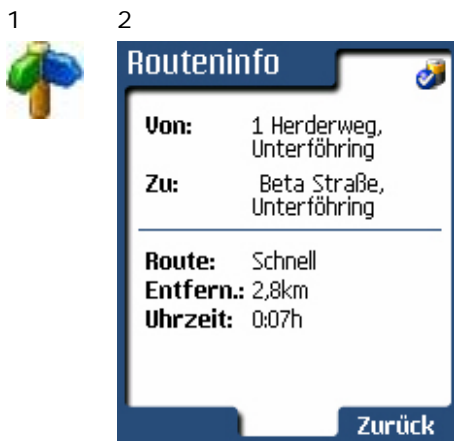 1 2
Routeninfo
Von: 1 Herderweg,
Unterföhring
Zu: Beta Straße,
Unterföhring
Route: Schnell
Entfern.: 2,8km
Uhrzeit: 0:07h
Zurück